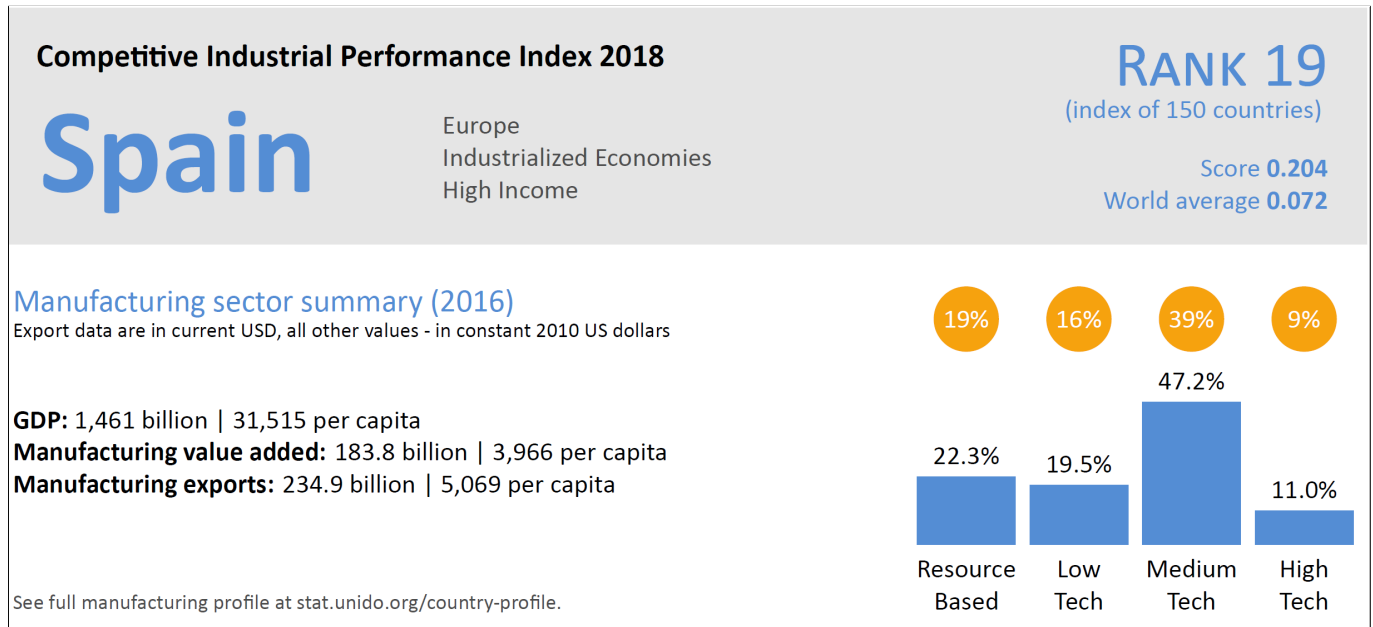 Competitive Industrial Performance Index 2018
Spain
Europe
Industrialized Economies
High Income
RANK 19
(index of 150 countries)
Score 0.204
World average 0.072
Manufacturing sector summary (2016)
Export data are in current USD, all other values - in constant 2010 US dollars
GDP: 1,461 billion | 31,515 per capita
Manufacturing value added: 183.8 billion | 3,966 per capita
Manufacturing exports: 234.9 billion | 5,069 per capita
See full manufacturing profile at stat.unido.org/country-profile.
19% 16% 39% 9%
22.3% 19.5% 47.2% 11.0%
Resource Low Medium High
Based Tech Tech Tech